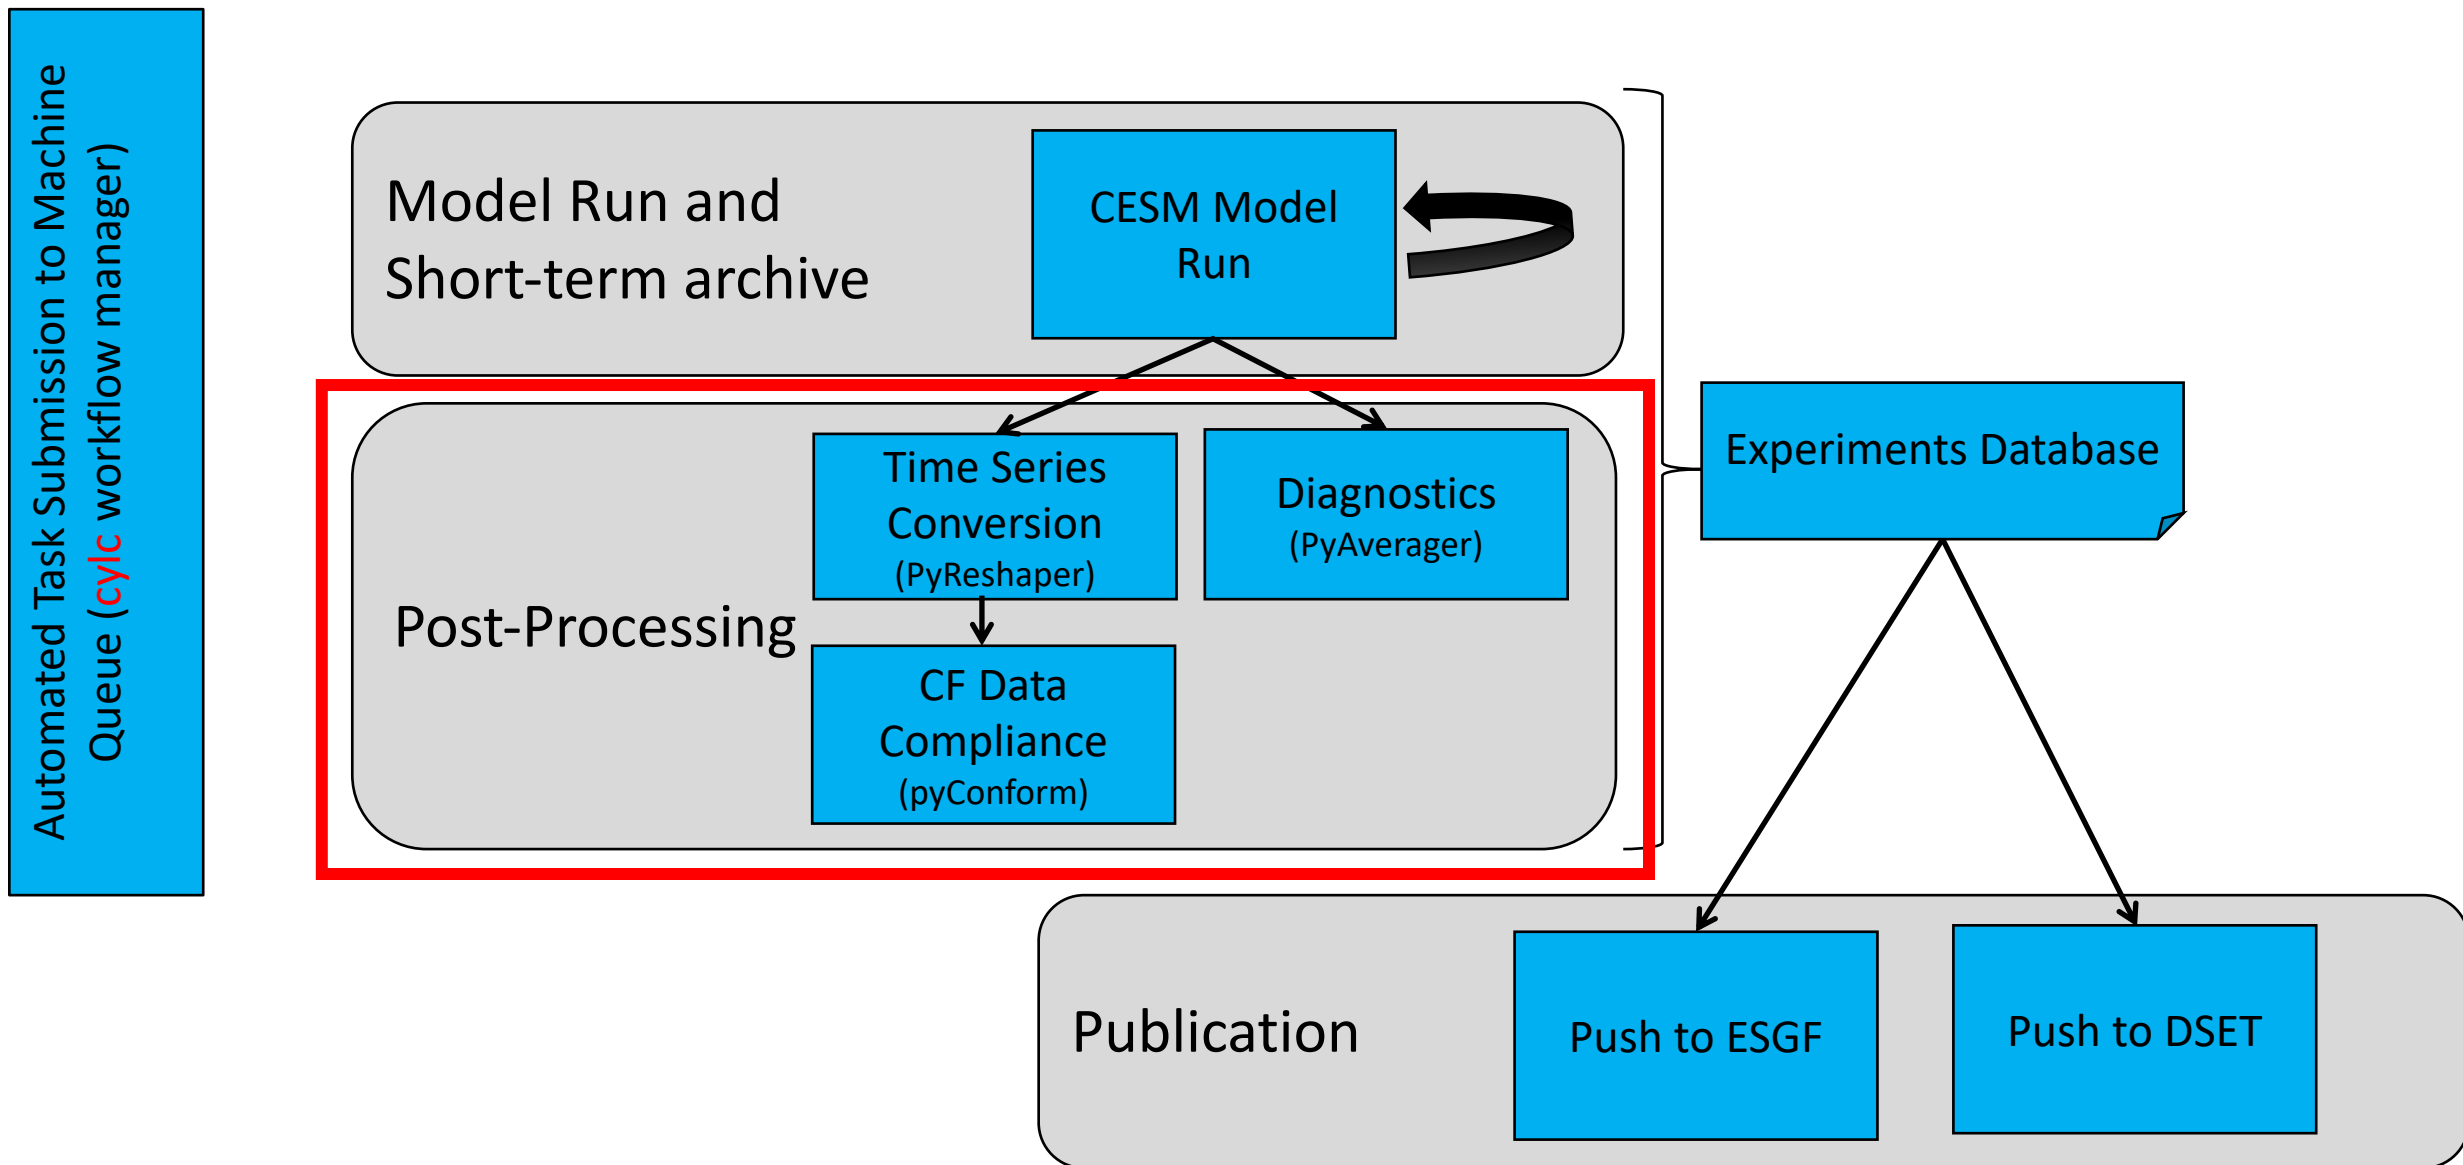 Automated Task Submission to Machine
Queue (cylc workflow manager)
Model Run and
Short-term archive
CESM Model
Run
Post-Processing
Time Series
Conversion
(PyReshaper)
Diagnostics
(PyAverager)
CF Data
Compliance
(pyConform)
Experiments Database
Publication
Push to ESGF
Push to DSET